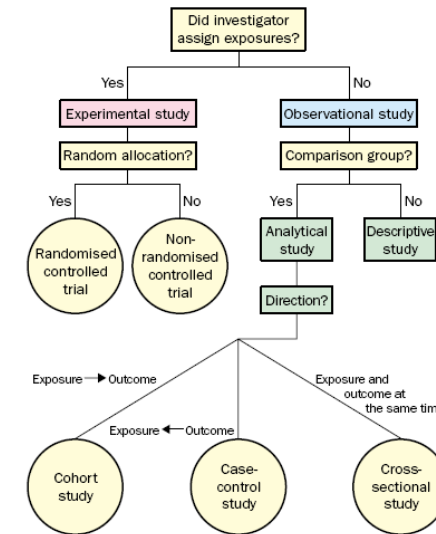 Did investigator
assign exposures?
Yes
No
Experimental study
Observational study
Random allocation?
Comparison group?
Yes
No
Yes
No
Randomised
controlled
trial
Non-
randomised
controlled
trial
Analytical
study
Descriptive
study
Direction?
Exposure → Outcome
Exposure and
outcome at
the same tim
Exposure ← Outcome
Cohort
study
Case-
control
study
Cross-
sectional
study